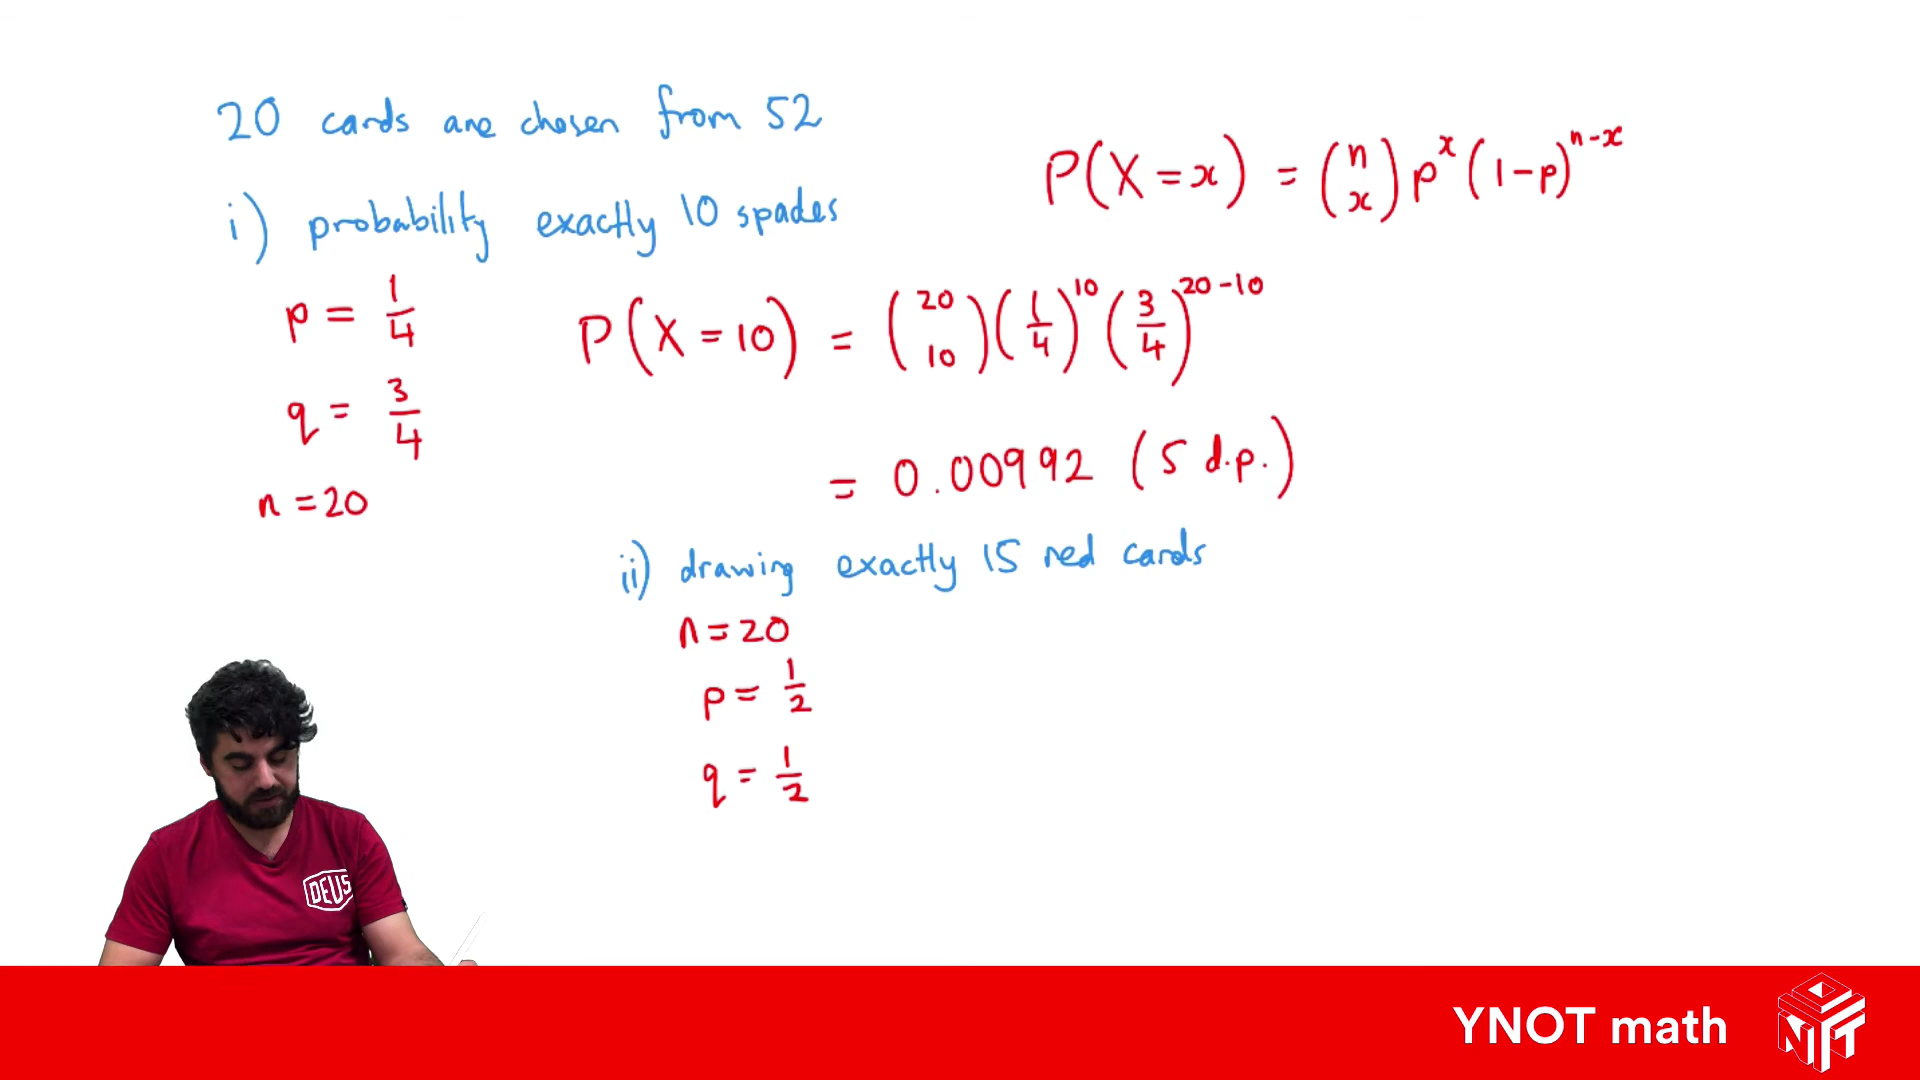 20 cards are chosen from 52
P(X = x) = (n x) p^x (1-p)^n-x
i) probability exactly 10 spades
p = 1/4
P(X = 10) = (20 10) (1/4)^10 (3/4)^20-10
q = 3/4
= 0.00992 (5 d.p.)
n = 20
ii) drawing exactly 15 red cards
n = 20
p = 1/2
q = 1/2
DEUS
YNOT math